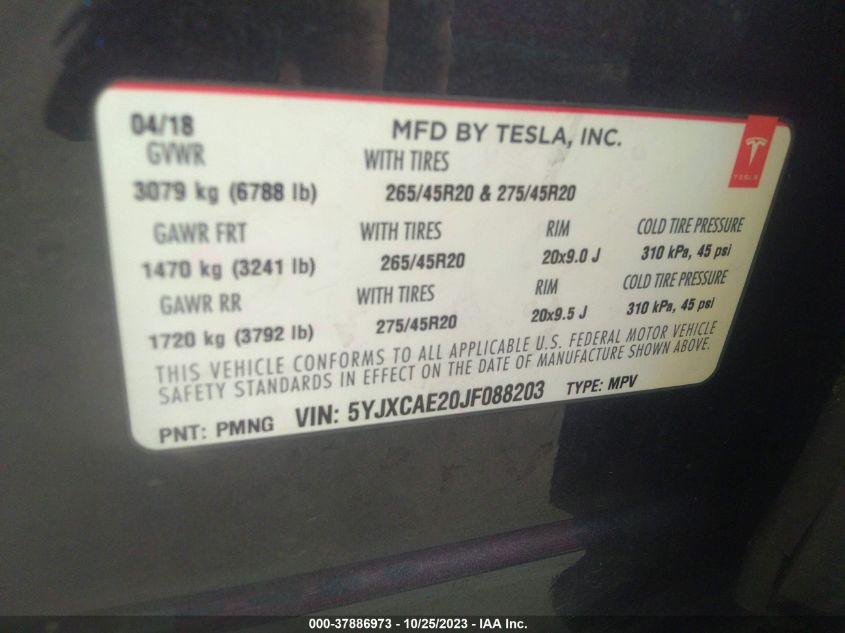 04/18 MFD BY TESLA, INC.
TESLA
GVWR WITH TIRES
3079 kg (6788 lb) 265/45R20 & 275/45R20
GAWR FRT WITH TIRES RIM COLD TIRE PRESSURE
1470 kg (3241 lb) 265/45R20 20x9.0 J 310 kPa, 45 psi
GAWR RR WITH TIRES RIM COLD TIRE PRESSURE
1720 kg (3792 lb) 275/45R20 20x9.5 J 310 kPa, 45 psi
THIS VEHICLE CONFORMS TO ALL APPLICABLE U.S. FEDERAL MOTOR VEHICLE
SAFETY STANDARDS IN EFFECT ON THE DATE OF MANUFACTURE SHOWN ABOVE.
PNT: PMNG VIN: 5YJXCAE20JF088203 TYPE: MPV
000-37886973 - 10/25/2023 - IAA Inc.